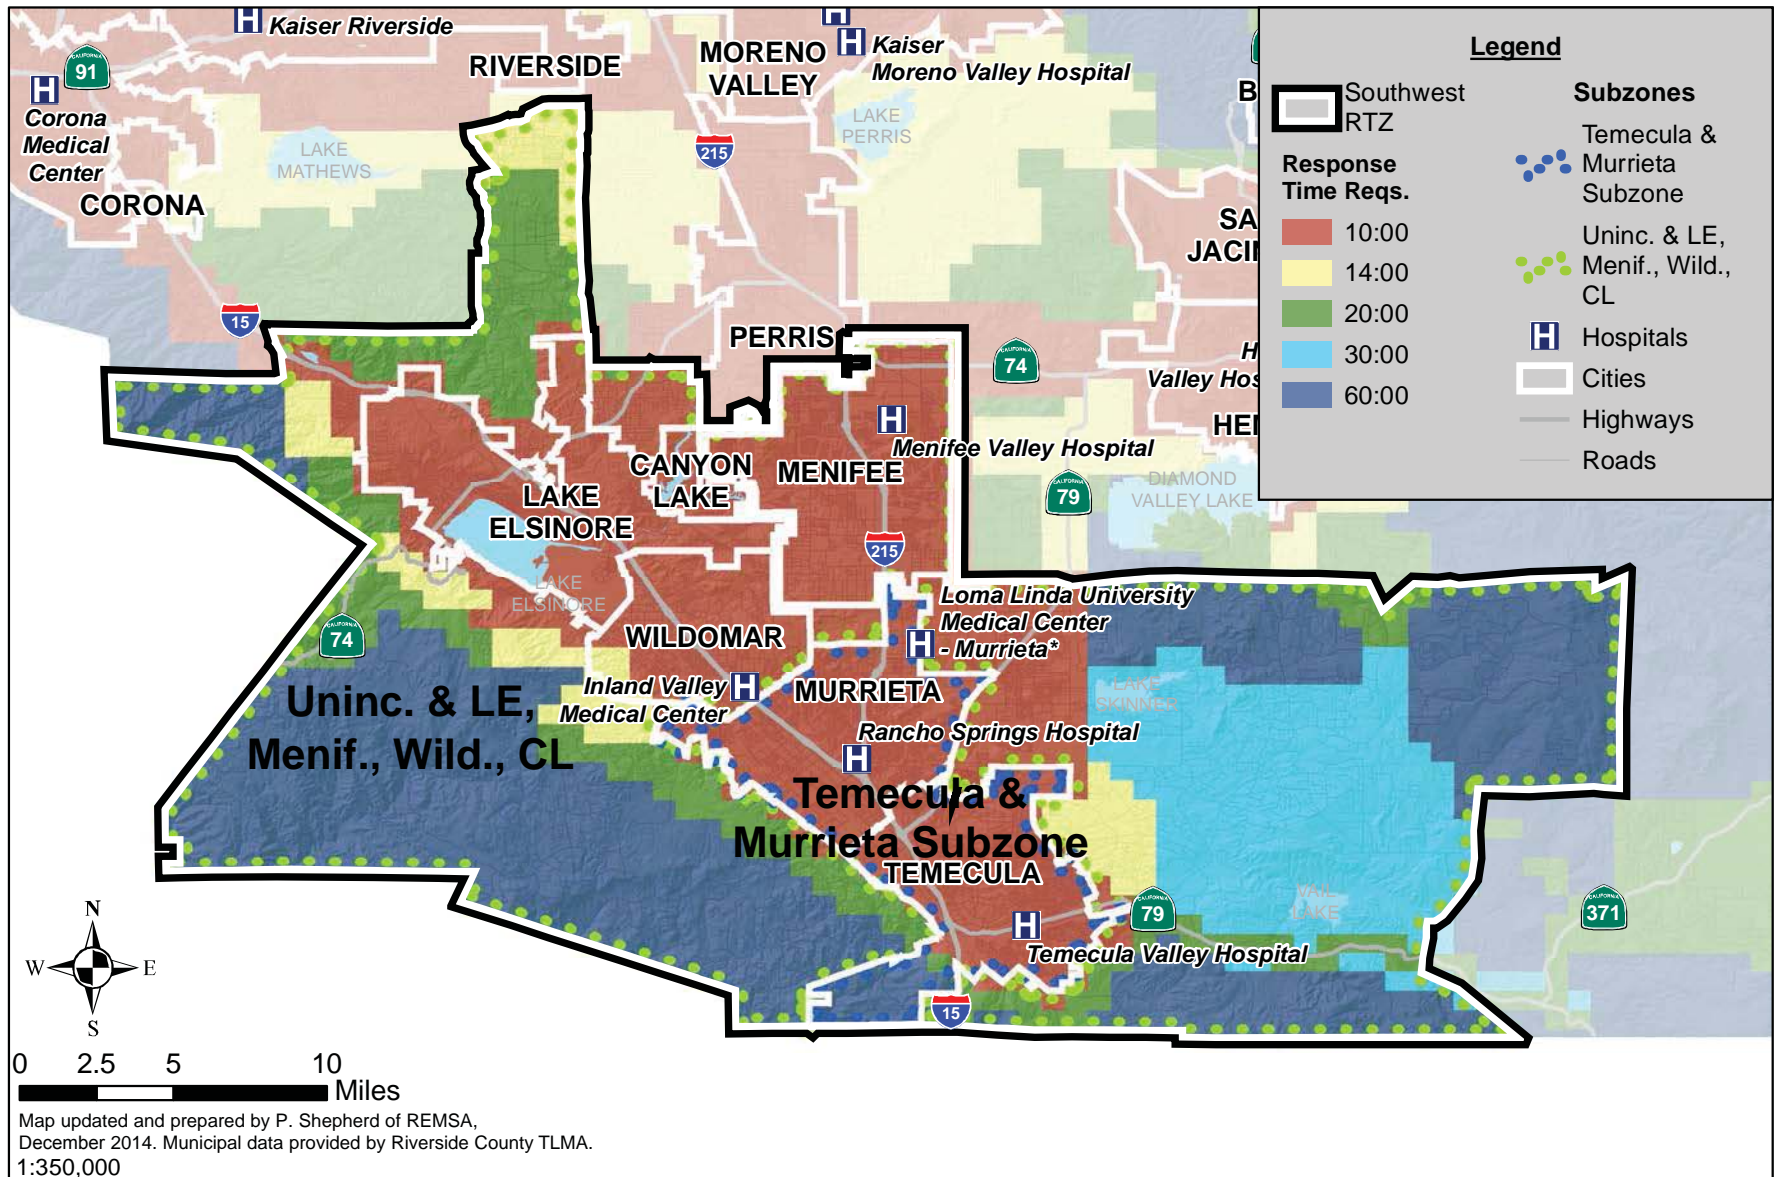 Kaiser Riverside
91
Corona
Medical
Center
CORONA
RIVERSIDE
MORENO
VALLEY
Kaiser
Moreno Valley Hospital
LAKE
MATHEWS
LAKE
PERRIS
215
15
PERRIS
74
79
DIAMOND
VALLEY LAKE
Menifee Valley Hospital
CANYON
LAKE
MENIFEE
LAKE
ELSINORE
LAKE
ELSINORE
215
74
WILDOMAR
Loma Linda University
Medical Center
- Murrieta*
Inland Valley
Medical Center
MURRIETA
LAKE
SKINNER
Rancho Springs Hospital
Uninc. & LE,
Menif., Wild., CL
Temecula &
Murrieta Subzone
TEMECULA
Temecula Valley Hospital
79
VAIL
LAKE
371
15
Legend
Southwest
RTZ
Response
Time Reqs.
10:00
14:00
20:00
30:00
60:00
Subzones
Temecula &
Murrieta
Subzone
Uninc. & LE,
Menif., Wild.,
CL
H Hospitals
Cities
Highways
Roads
N
W E
S
0 2.5 5 10
Miles
Map updated and prepared by P. Shepherd of REMSA,
December 2014. Municipal data provided by Riverside County TLMA.
1:350,000